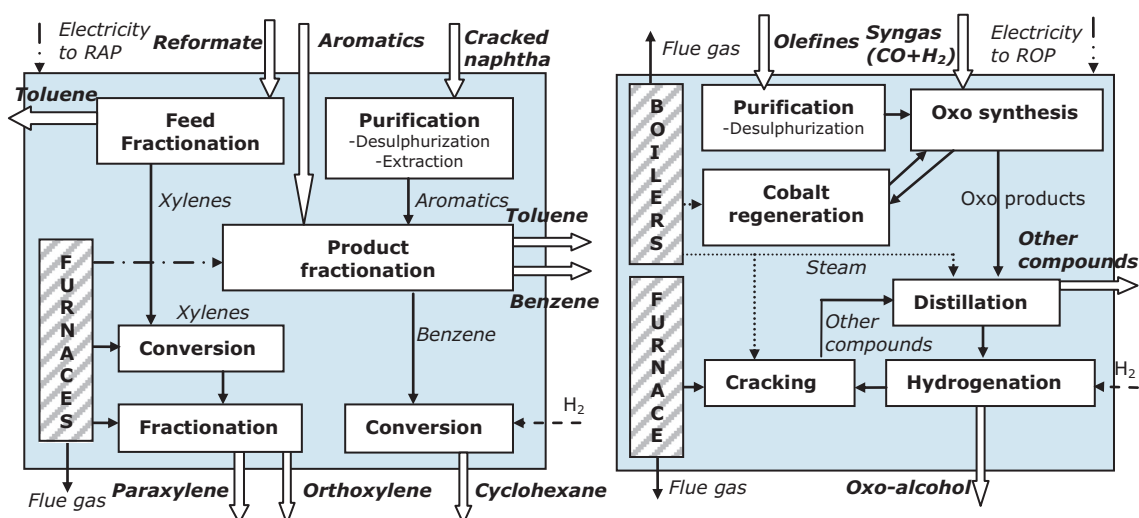 Electricity
to RAP
Reformate
Aromatics
Cracked
naphtha
Toluene
Feed
Fractionation
Purification
-Desulphurization
-Extraction
Xylenes
Aromatics
Toluene
Product
fractionation
Benzene
FURNACES
Xylenes
Conversion
Benzene
Fractionation
Conversion
H₂
Flue gas
Paraxylene
Orthoxylene
Cyclohexane
Flue gas
Olefines
Syngas
(CO+H₂)
Electricity
to ROP
BOILERS
Purification
-Desulphurization
Oxo synthesis
Cobalt
regeneration
Oxo products
Other
compounds
Steam
Distillation
FURNACE
Other
compounds
Cracking
Hydrogenation
H₂
Flue gas
Oxo-alcohol